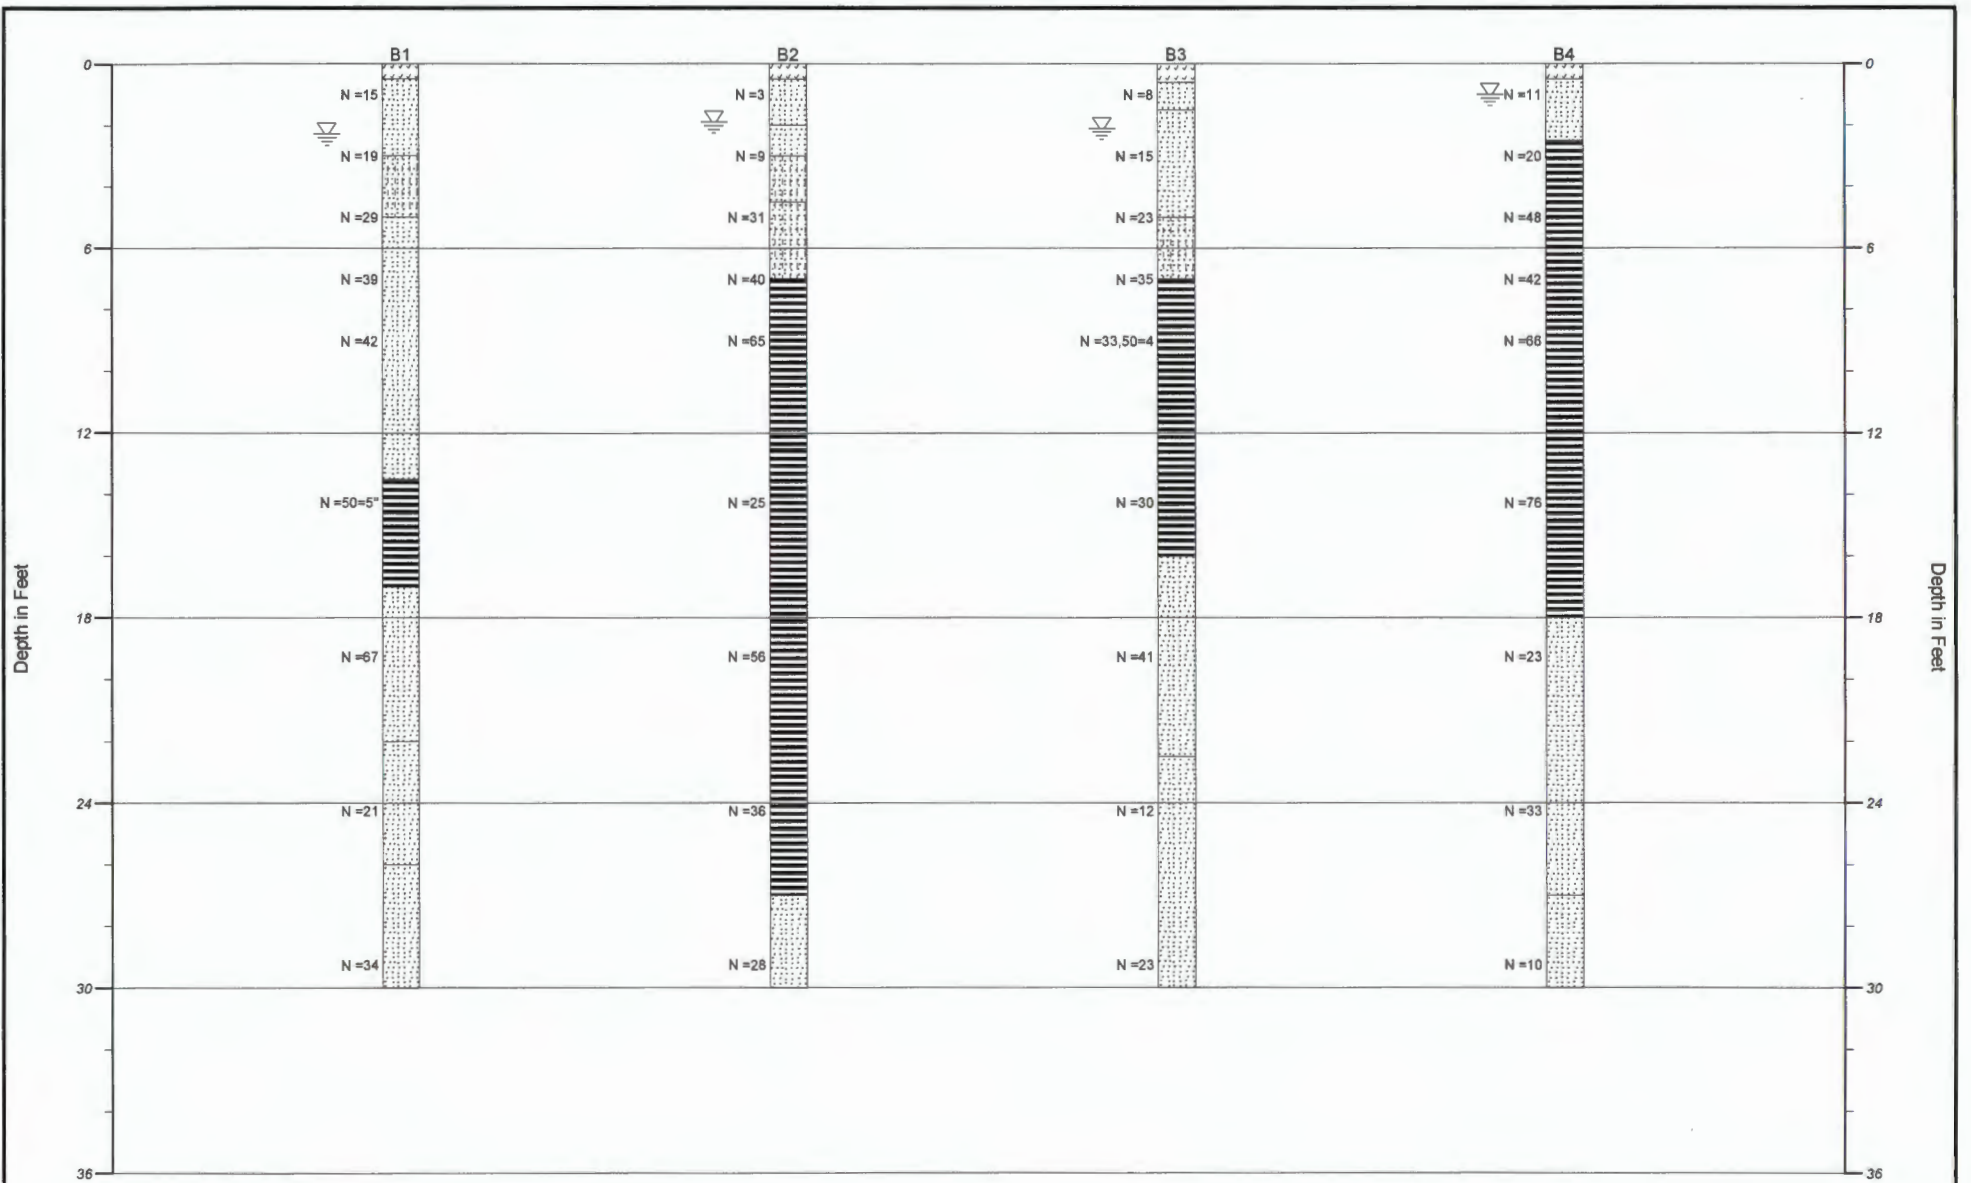 B1 B2 B3 B4
0 0
N =15 N =3 N =8 N =11
N =19 N =9 N =15 N =20
N =29 N =31 N =23 N =48
6 6
N =39 N =40 N =35 N =42
N =42 N =65 N =33,50=4 N =66
12 12
N =50=5" N =25 N =30 N =76
Depth in Feet Depth in Feet
18 18
N =67 N =56 N =41 N =23
24 24
N =21 N =36 N =12 N =33
N =34 N =28 N =23 N =10
30 30
36 36